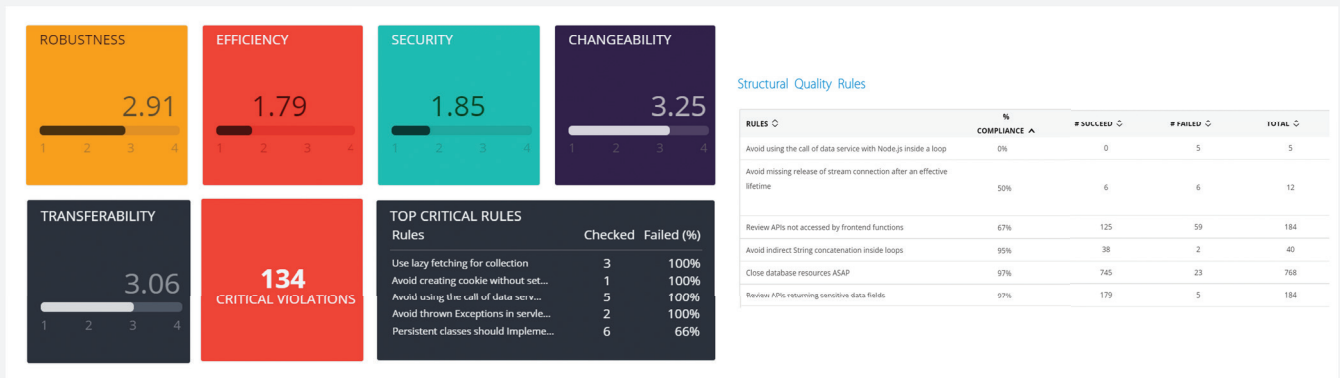 ROBUSTNESS
2.91
1 2 3 4
EFFICIENCY
1.79
1 2 3 4
SECURITY
1.85
1 2 3 4
CHANGEABILITY
3.25
1 2 3 4
TRANSFERABILITY
3.06
1 2 3 4
134
CRITICAL VIOLATIONS
TOP CRITICAL RULES
Rules Checked Failed (%)
Use lazy fetching for collection 3 100%
Avoid creating cookie without set... 1 100%
Avoid using the call of data serv... 5 100%
Avoid thrown Exceptions in servle... 2 100%
Persistent classes should Impleme... 6 66%
Structural Quality Rules
RULES % COMPLIANCE # SUCCEED # FAILED TOTAL
Avoid using the call of data service with Node.js inside a loop 0% 0 5 5
Avoid missing release of stream connection after an effective
lifetime 50% 6 6 12
Review APIs not accessed by frontend functions 67% 125 59 184
Avoid indirect String concatenation inside loops 95% 38 2 40
Close database resources ASAP 97% 745 23 768
Review APIs returning sensitive data fields 97% 179 5 184